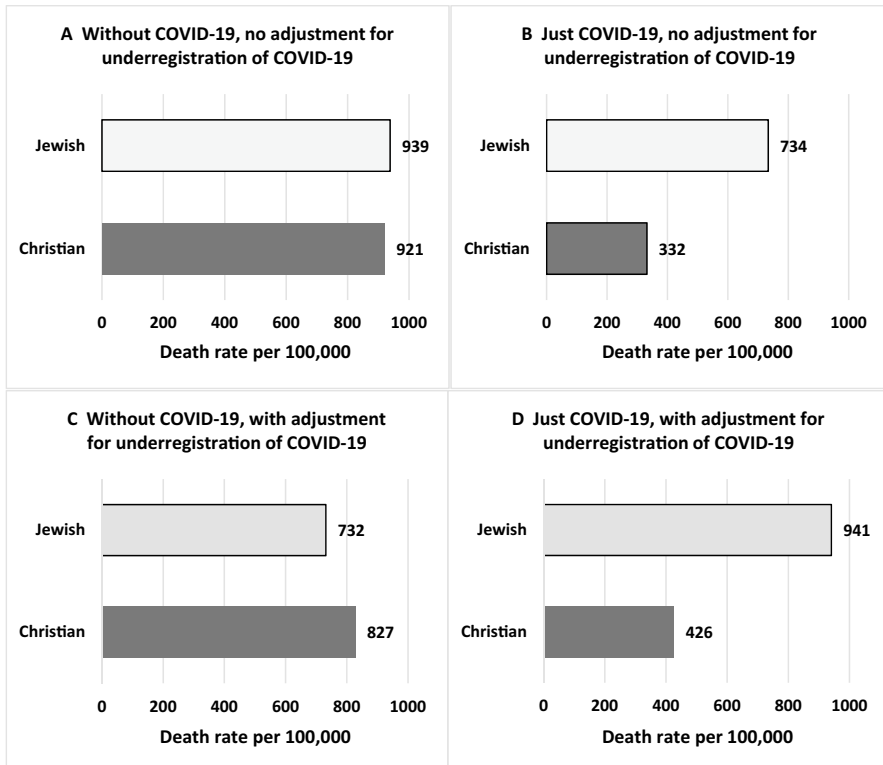 A Without COVID-19, no adjustment for
underregistration of COVID-19
Jewish
939
Christian
921
0 200 400 600 800 1000
Death rate per 100,000
B Just COVID-19, no adjustment for
underregistration of COVID-19
Jewish
734
Christian
332
0 200 400 600 800 1000
Death rate per 100,000
C Without COVID-19, with adjustment
for underregistration of COVID-19
Jewish
732
Christian
827
0 200 400 600 800 1000
Death rate per 100,000
D Just COVID-19, with adjustment for
underregistration of COVID-19
Jewish
941
Christian
426
0 200 400 600 800 1000
Death rate per 100,000